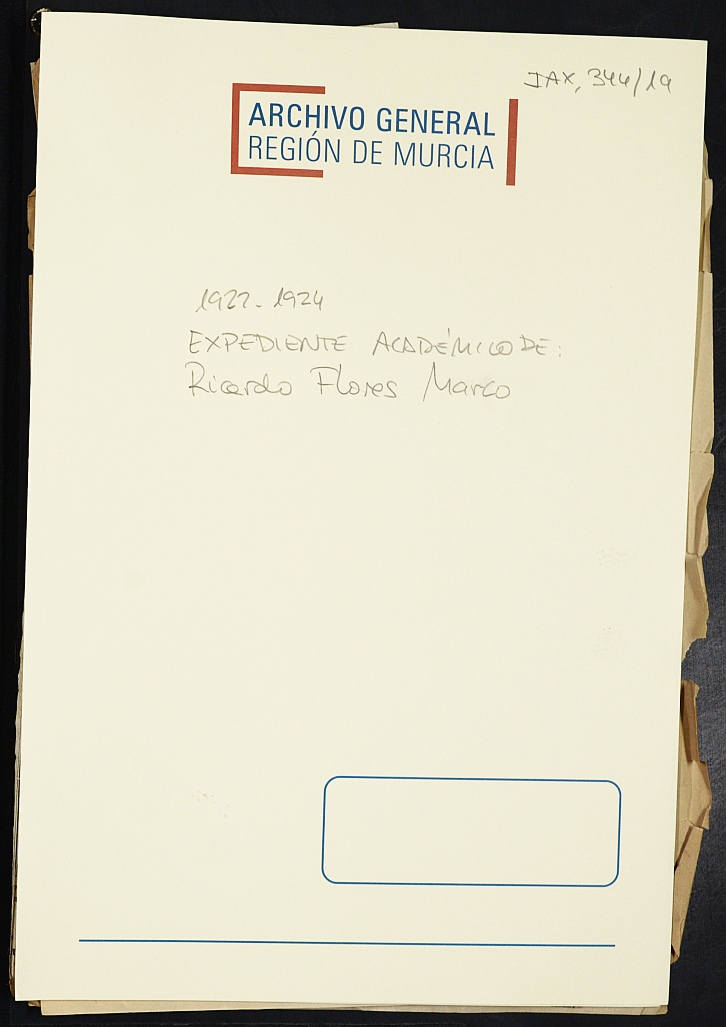 IAX, 344/19
ARCHIVO GENERAL
REGIÓN DE MURCIA
1922-1924
EXPEDIENTE ACADÉMICO DE:
Ricardo Flores Marco